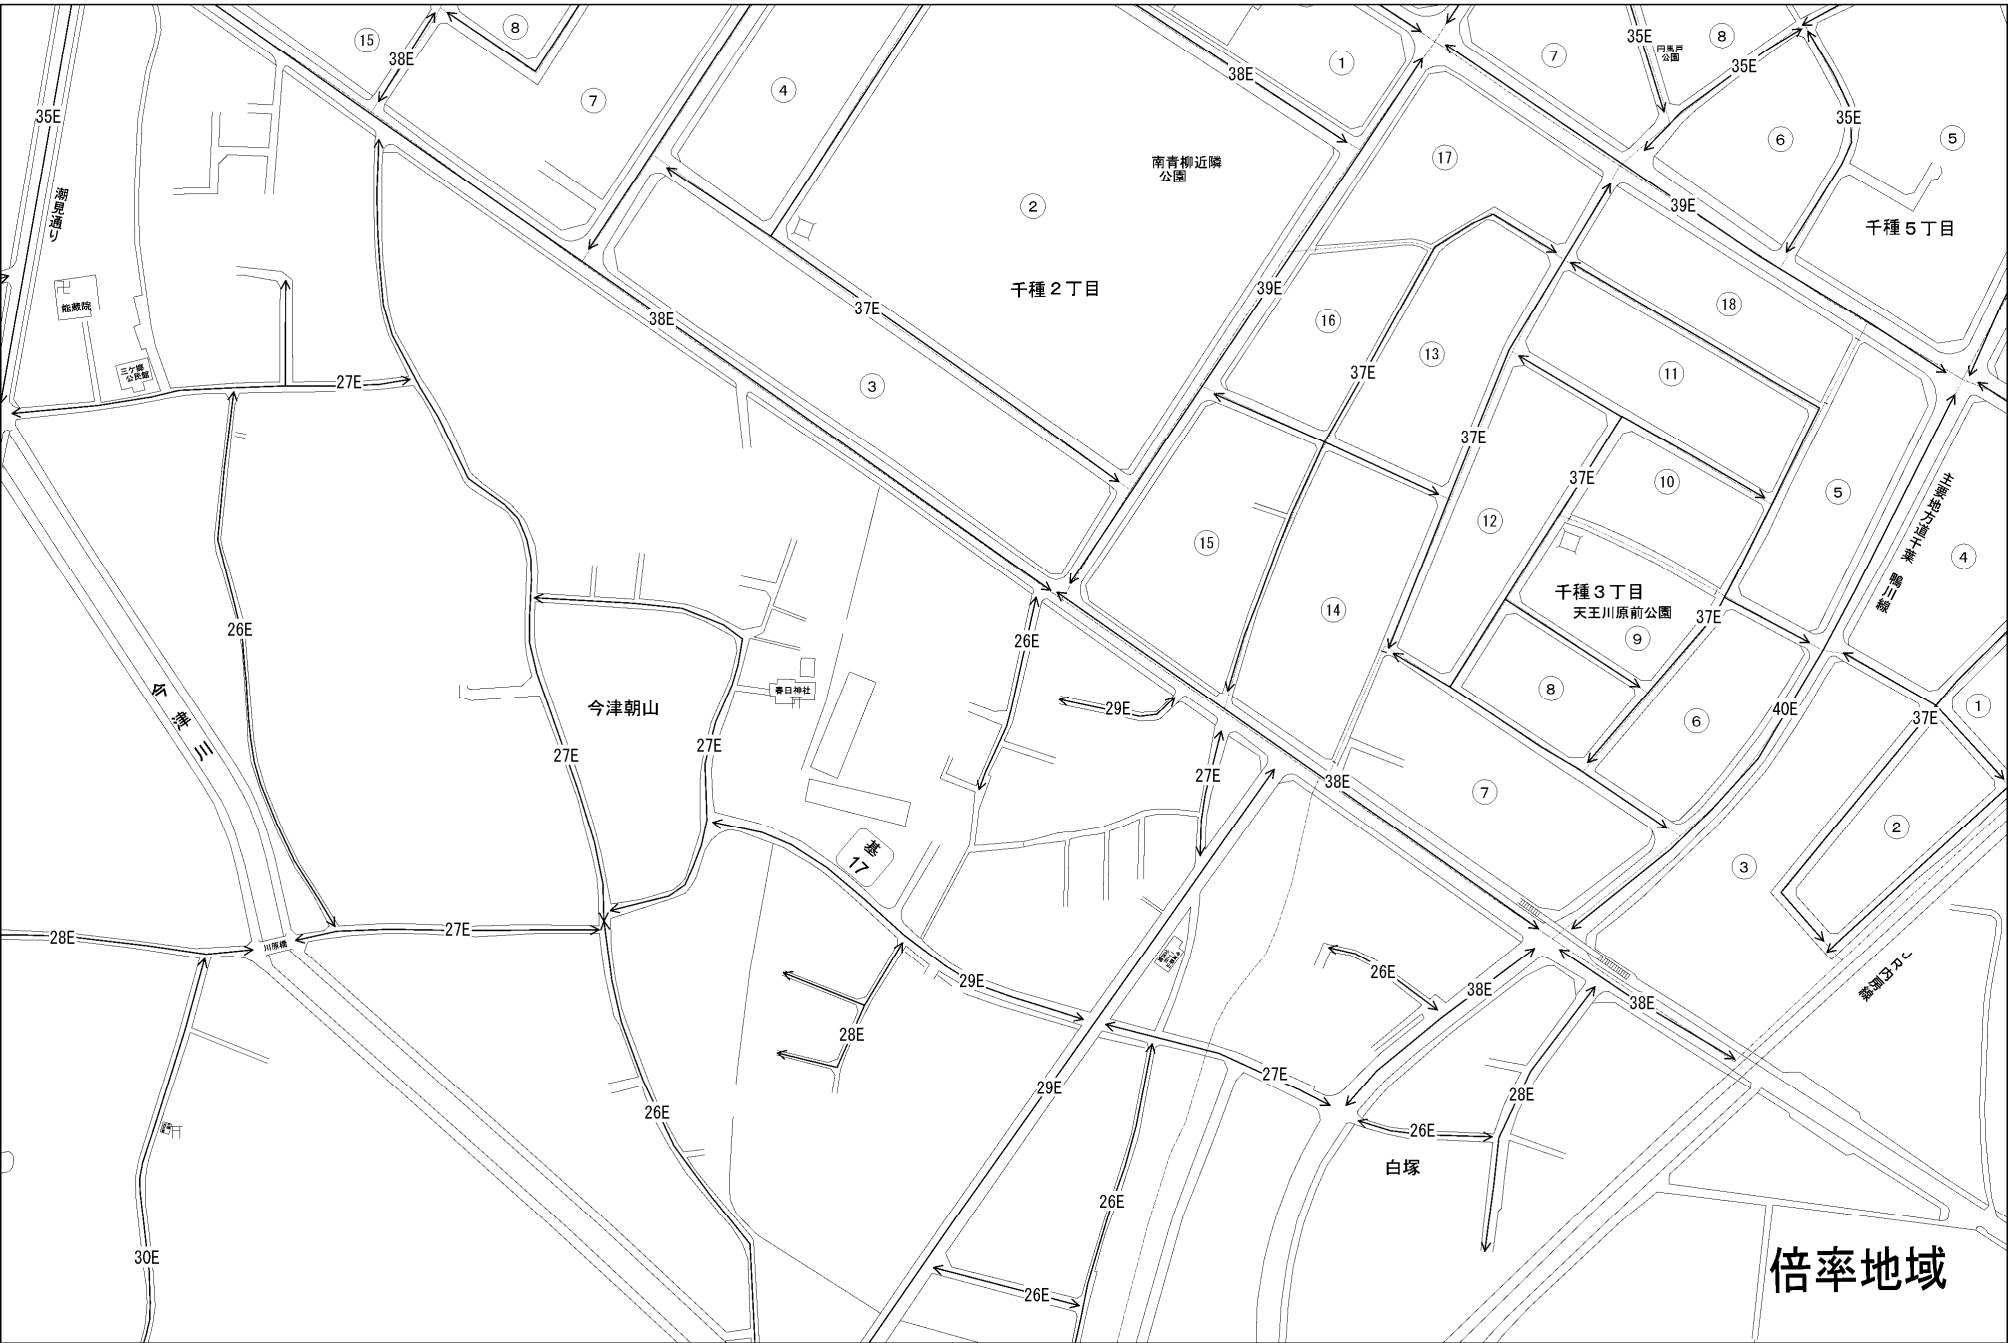 8
15
38E
7
4
38E
1
7
35E
円馬戸
公園
8
35E
35E
6
5
35E
潮見通り
南青柳近隣
公園
17
2
39E
千種5丁目
能蔵院
千種2丁目
39E
37E
38E
16
18
三ケ郷
公民館
27E
3
13
37E
11
37E
37E
10
5
12
主要地方道千葉 鴨川線
15
4
千種3丁目
天王川原前公園
14
37E
9
26E
26E
8
春日神社
今津川
今津朝山
29E
40E
6
1
37E
27E
27E
27E
38E
7
2
基
17
3
28E
川原橋
27E
JR内房線
29E
26E
38E
38E
28E
27E
29E
28E
26E
26E
白塚
26E
30E
26E
倍率地域